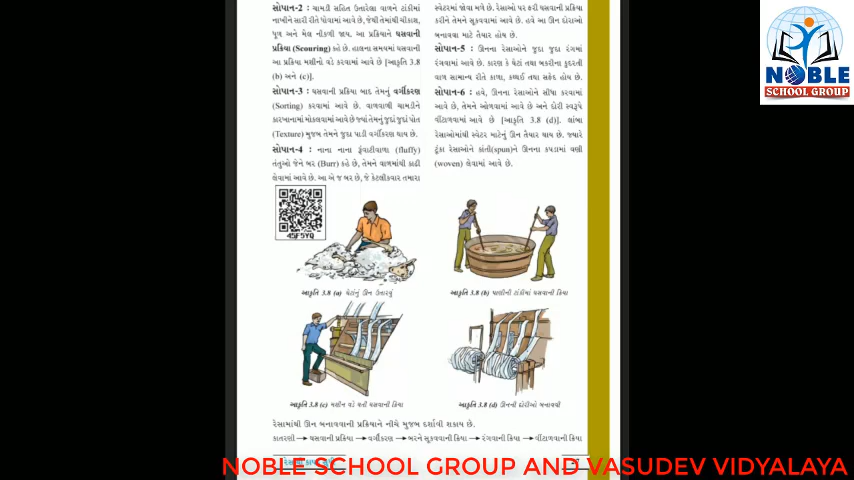 સોપાન-2 : ચામડી સહિત ઉતારેલા વાળને ટાંકીમાં
નાખીને સારી રીતે ધોવામાં આવે છે, જેથી તેમાંથી ચીકાશ,
ધૂળ અને મેલ નીકળી જાય. આ પ્રક્રિયાને ઘસવાની
પ્રક્રિયા (Scouring) કહે છે. હાલના સમયમાં ઘસવાની
આ પ્રક્રિયા મશીનો વડે કરવામાં આવે છે [આકૃતિ 3.8
(b) અને (c)].
સોપાન-3 : ઘસવાની પ્રક્રિયા બાદ તેમનું વર્ગીકરણ
(Sorting) કરવામાં આવે છે. વાળવાળી ચામડીને
કારખાનામાં મોકલવામાં આવે છે જ્યાં તેમનું જુદાં જુદાં પોત
(Texture) મુજબ તેમને જુદા પાડી વર્ગીકરણ થાય છે.
સોપાન-4 : નાના નાના રૂંવાટીવાળા (fluffy)
તંતુઓ જેને બર (Burr) કહે છે, તેમને વાળમાંથી કાઢી
લેવામાં આવે છે. આ એ જ બર છે, જે કેટલીકવાર તમારા
સ્વેટરમાં જોવા મળે છે. રેસાઓ પર ફરી ઘસવાની પ્રક્રિયા
કરીને તેમને સુકવવામાં આવે છે. હવે આ ઊન દોરાઓ
બનાવવા માટે તૈયાર હોય છે.
સોપાન-5 : ઊનના રેસાઓને જુદા જુદા રંગમાં
રંગવામાં આવે છે. કારણ કે ઘેટાં તથા બકરીના કુદરતી
વાળ સામાન્ય રીતે કાળા, કથ્થઈ તથા સફેદ હોય છે.
સોપાન-6 : હવે, ઊનના રેસાઓને સીધા કરવામાં
આવે છે, તેમને ઓળવામાં આવે છે અને દોરી સ્વરૂપે
વીંટાળવામાં આવે છે [આકૃતિ 3.8 (d)]. લાંબા
રેસાઓમાંથી સ્વેટર માટેનું ઊન તૈયાર થાય છે. જ્યારે
ટૂંકા રેસાઓને કાંતી(spun)ને ઊનના કપડામાં વણી
(woven) લેવામાં આવે છે.
45F5YQ
આકૃતિ 3.8 (a) ઘેટાંનું ઊન ઉતારવું
આકૃતિ 3.8 (b) પાણીની ટાંકીમાં ઘસવાની ક્રિયા
આકૃતિ 3.8 (c) મશીન વડે થતી ઘસવાની ક્રિયા
આકૃતિ 3.8 (d) ઊનની દોરીઓ બનાવવી
રેસામાંથી ઊન બનાવવાની પ્રક્રિયાને નીચે મુજબ દર્શાવી શકાય છે.
કાતરણી → ઘસવાની પ્રક્રિયા → વર્ગીકરણ → બરને સુકવવાની ક્રિયા → રંગવાની ક્રિયા → વીંટાળવાની ક્રિયા
NOBLE
SCHOOL GROUP
NOBLE SCHOOL GROUP AND VASUDEV VIDYALAYA